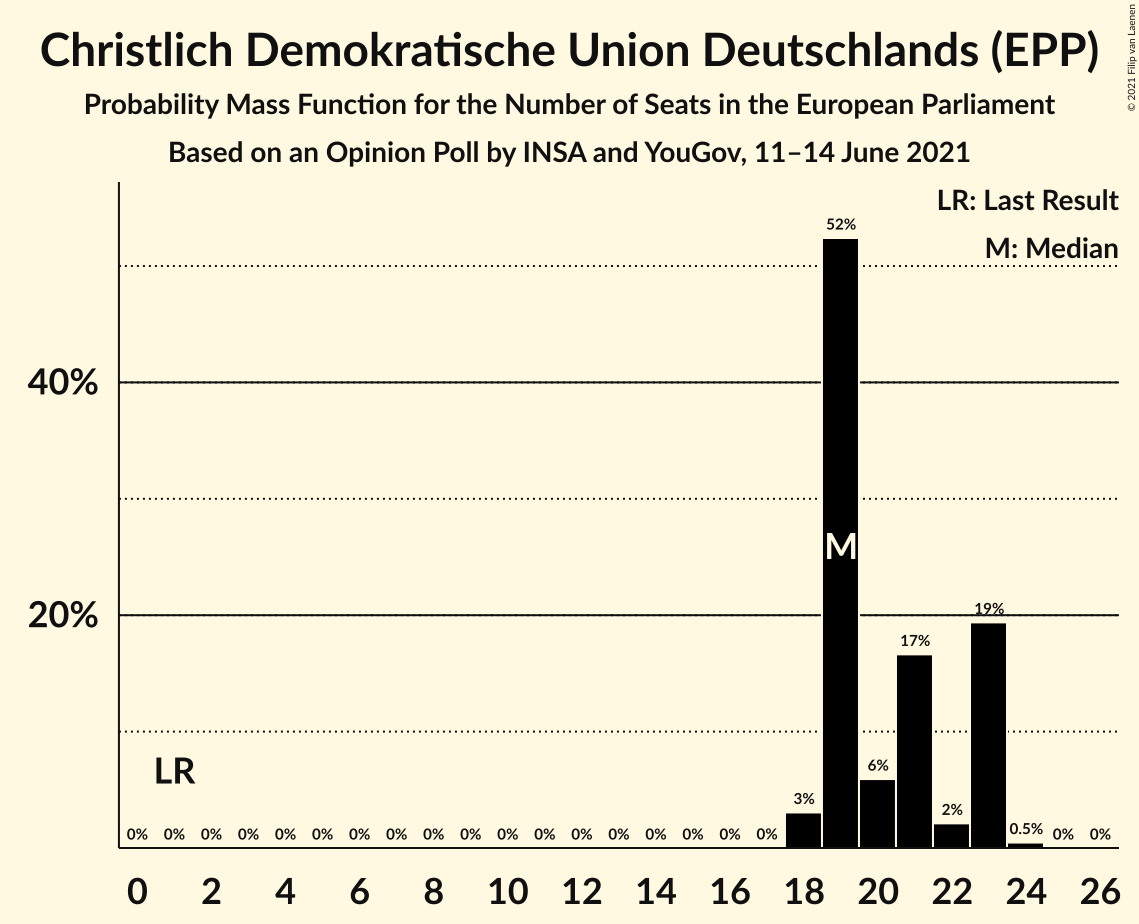 Christlich Demokratische Union Deutschlands (EPP)
Probability Mass Function for the Number of Seats in the European Parliament
Based on an Opinion Poll by INSA and YouGov, 11–14 June 2021
© 2021 Filip van Laenen
LR: Last Result
M: Median
52%
40%
M
20%
19%
17%
LR
6%
3%
2%
0.5%
0% 0% 0% 0% 0% 0% 0% 0% 0% 0% 0% 0% 0% 0% 0% 0% 0% 0% 0% 0%
0 2 4 6 8 10 12 14 16 18 20 22 24 26